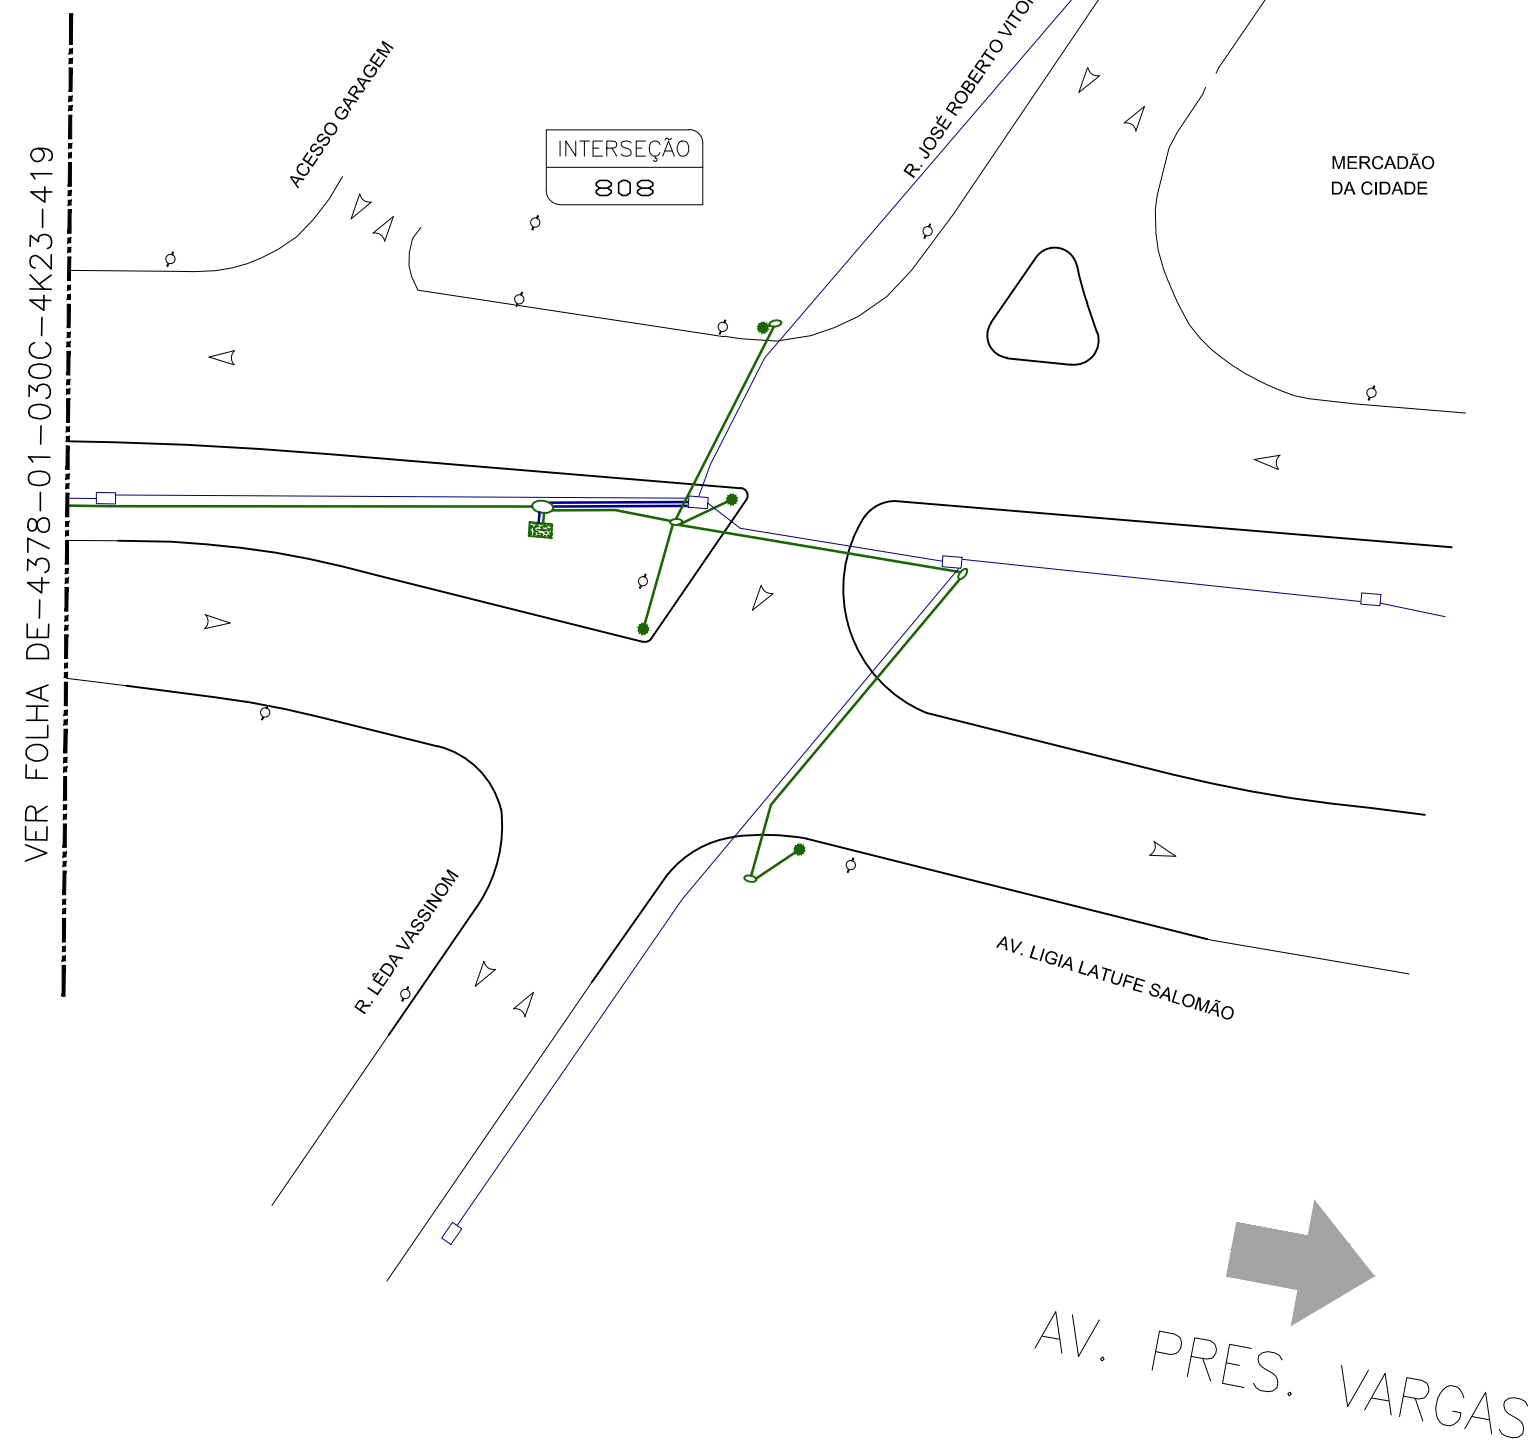 VER FOLHA DE-4378-01-030C-4K23-419
ACESSO GARAGEM
INTERSEÇÃO
808
R. JOSÉ ROBERTO
MERCADÃO
DA CIDADE
R. LÊDA VASSINOM
AV. LIGIA LATUFE SALOMÃO
AV. PRES. VARGAS